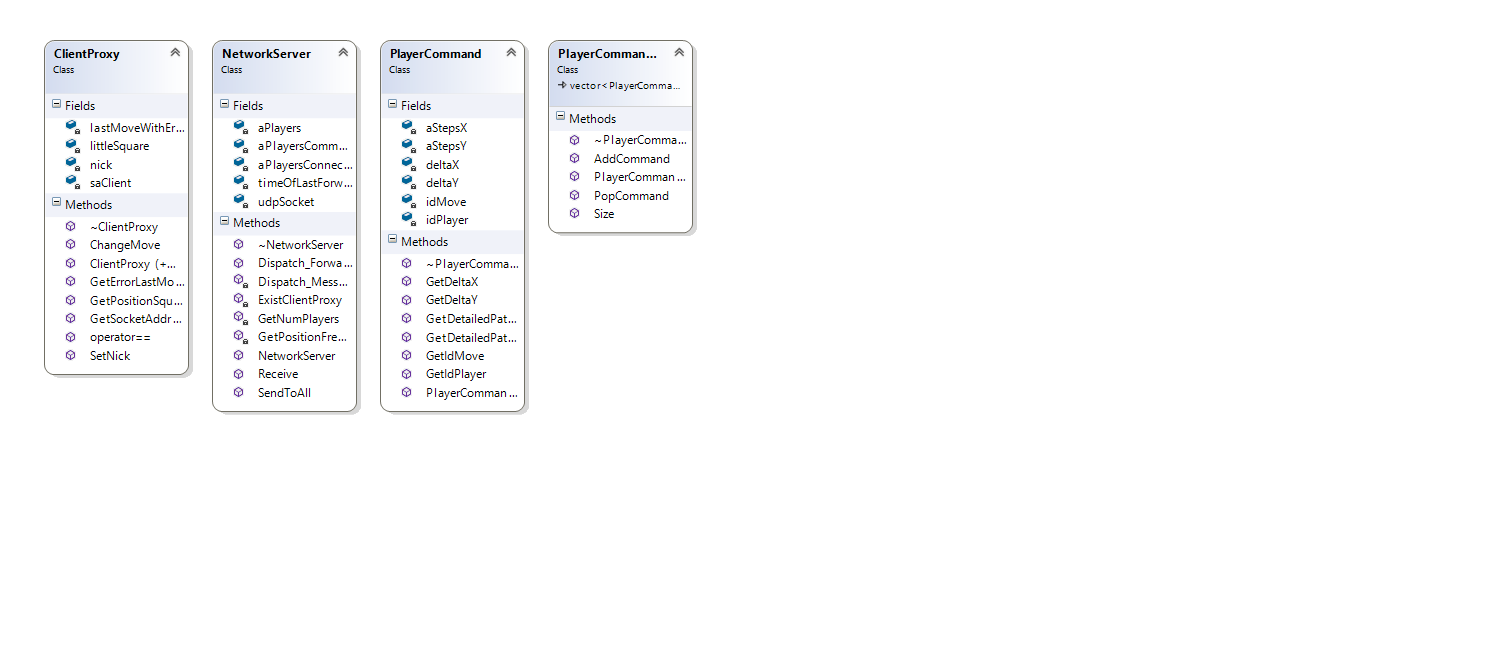 ClientProxy
Class
Fields
lastMoveWithEr...
littleSquare
nick
saClient
Methods
~ClientProxy
ChangeMove
ClientProxy (+...
GetErrorLastMo...
GetPositionSqu...
GetSocketAddr...
operator==
SetNick
NetworkServer
Class
Fields
aPlayers
aPlayersComm...
aPlayersConnec...
timeOfLastForw...
udpSocket
Methods
~NetworkServer
Dispatch_Forwa...
Dispatch_Mess...
ExistClientProxy
GetNumPlayers
GetPositionFre...
NetworkServer
Receive
SendToAll
PlayerCommand
Class
Fields
aStepsX
aStepsY
deltaX
deltaY
idMove
idPlayer
Methods
~PlayerComma...
GetDeltaX
GetDeltaY
GetDetailedPat...
GetDetailedPat...
GetIdMove
GetIdPlayer
PlayerComman...
PlayerComman...
Class
vector<PlayerComma...
Methods
~PlayerComma...
AddCommand
PlayerComman...
PopCommand
Size